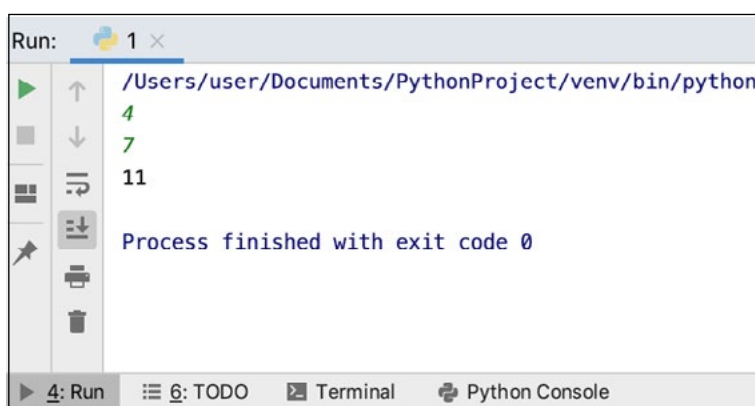 Run: 1
/Users/user/Documents/PythonProject/venv/bin/python
4
7
11
Process finished with exit code 0
4: Run 6: TODO Terminal Python Console